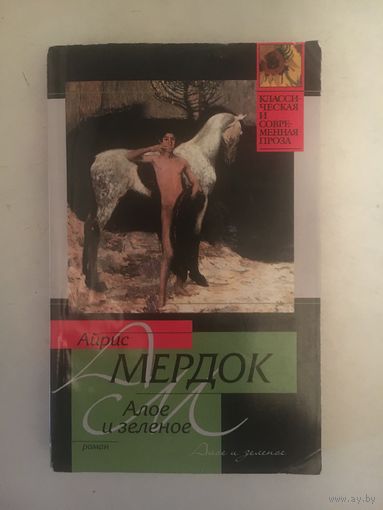 КЛАССИ-
ЧЕСКАЯ
И
СОВРЕ-
МЕННАЯ
ПРОЗА
Айрис
МЕРДОК
Алое
и зеленое
роман
Алое и зеленое
www.ay.by